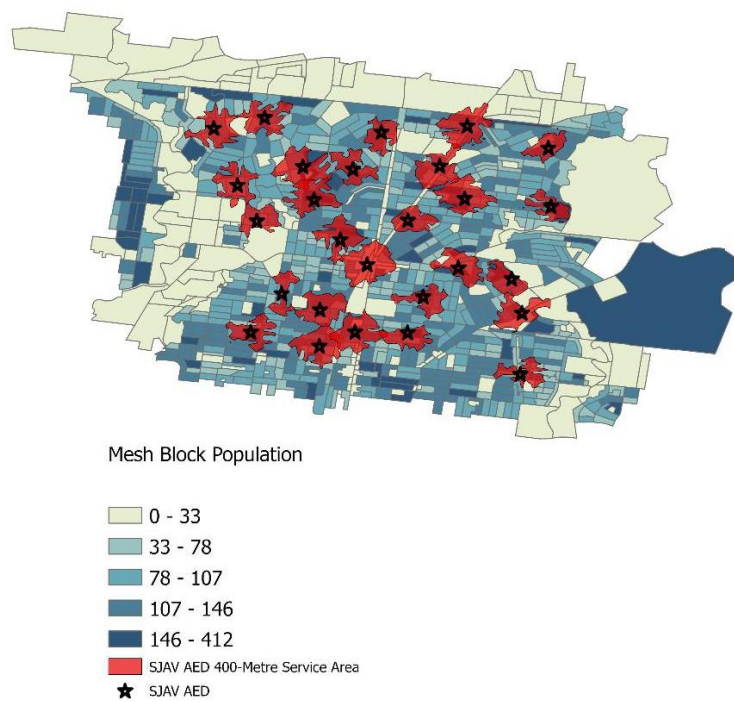 Mesh Block Population
0 - 33
33 - 78
78 - 107
107 - 146
146 - 412
SJAV AED 400-Metre Service Area
SJAV AED